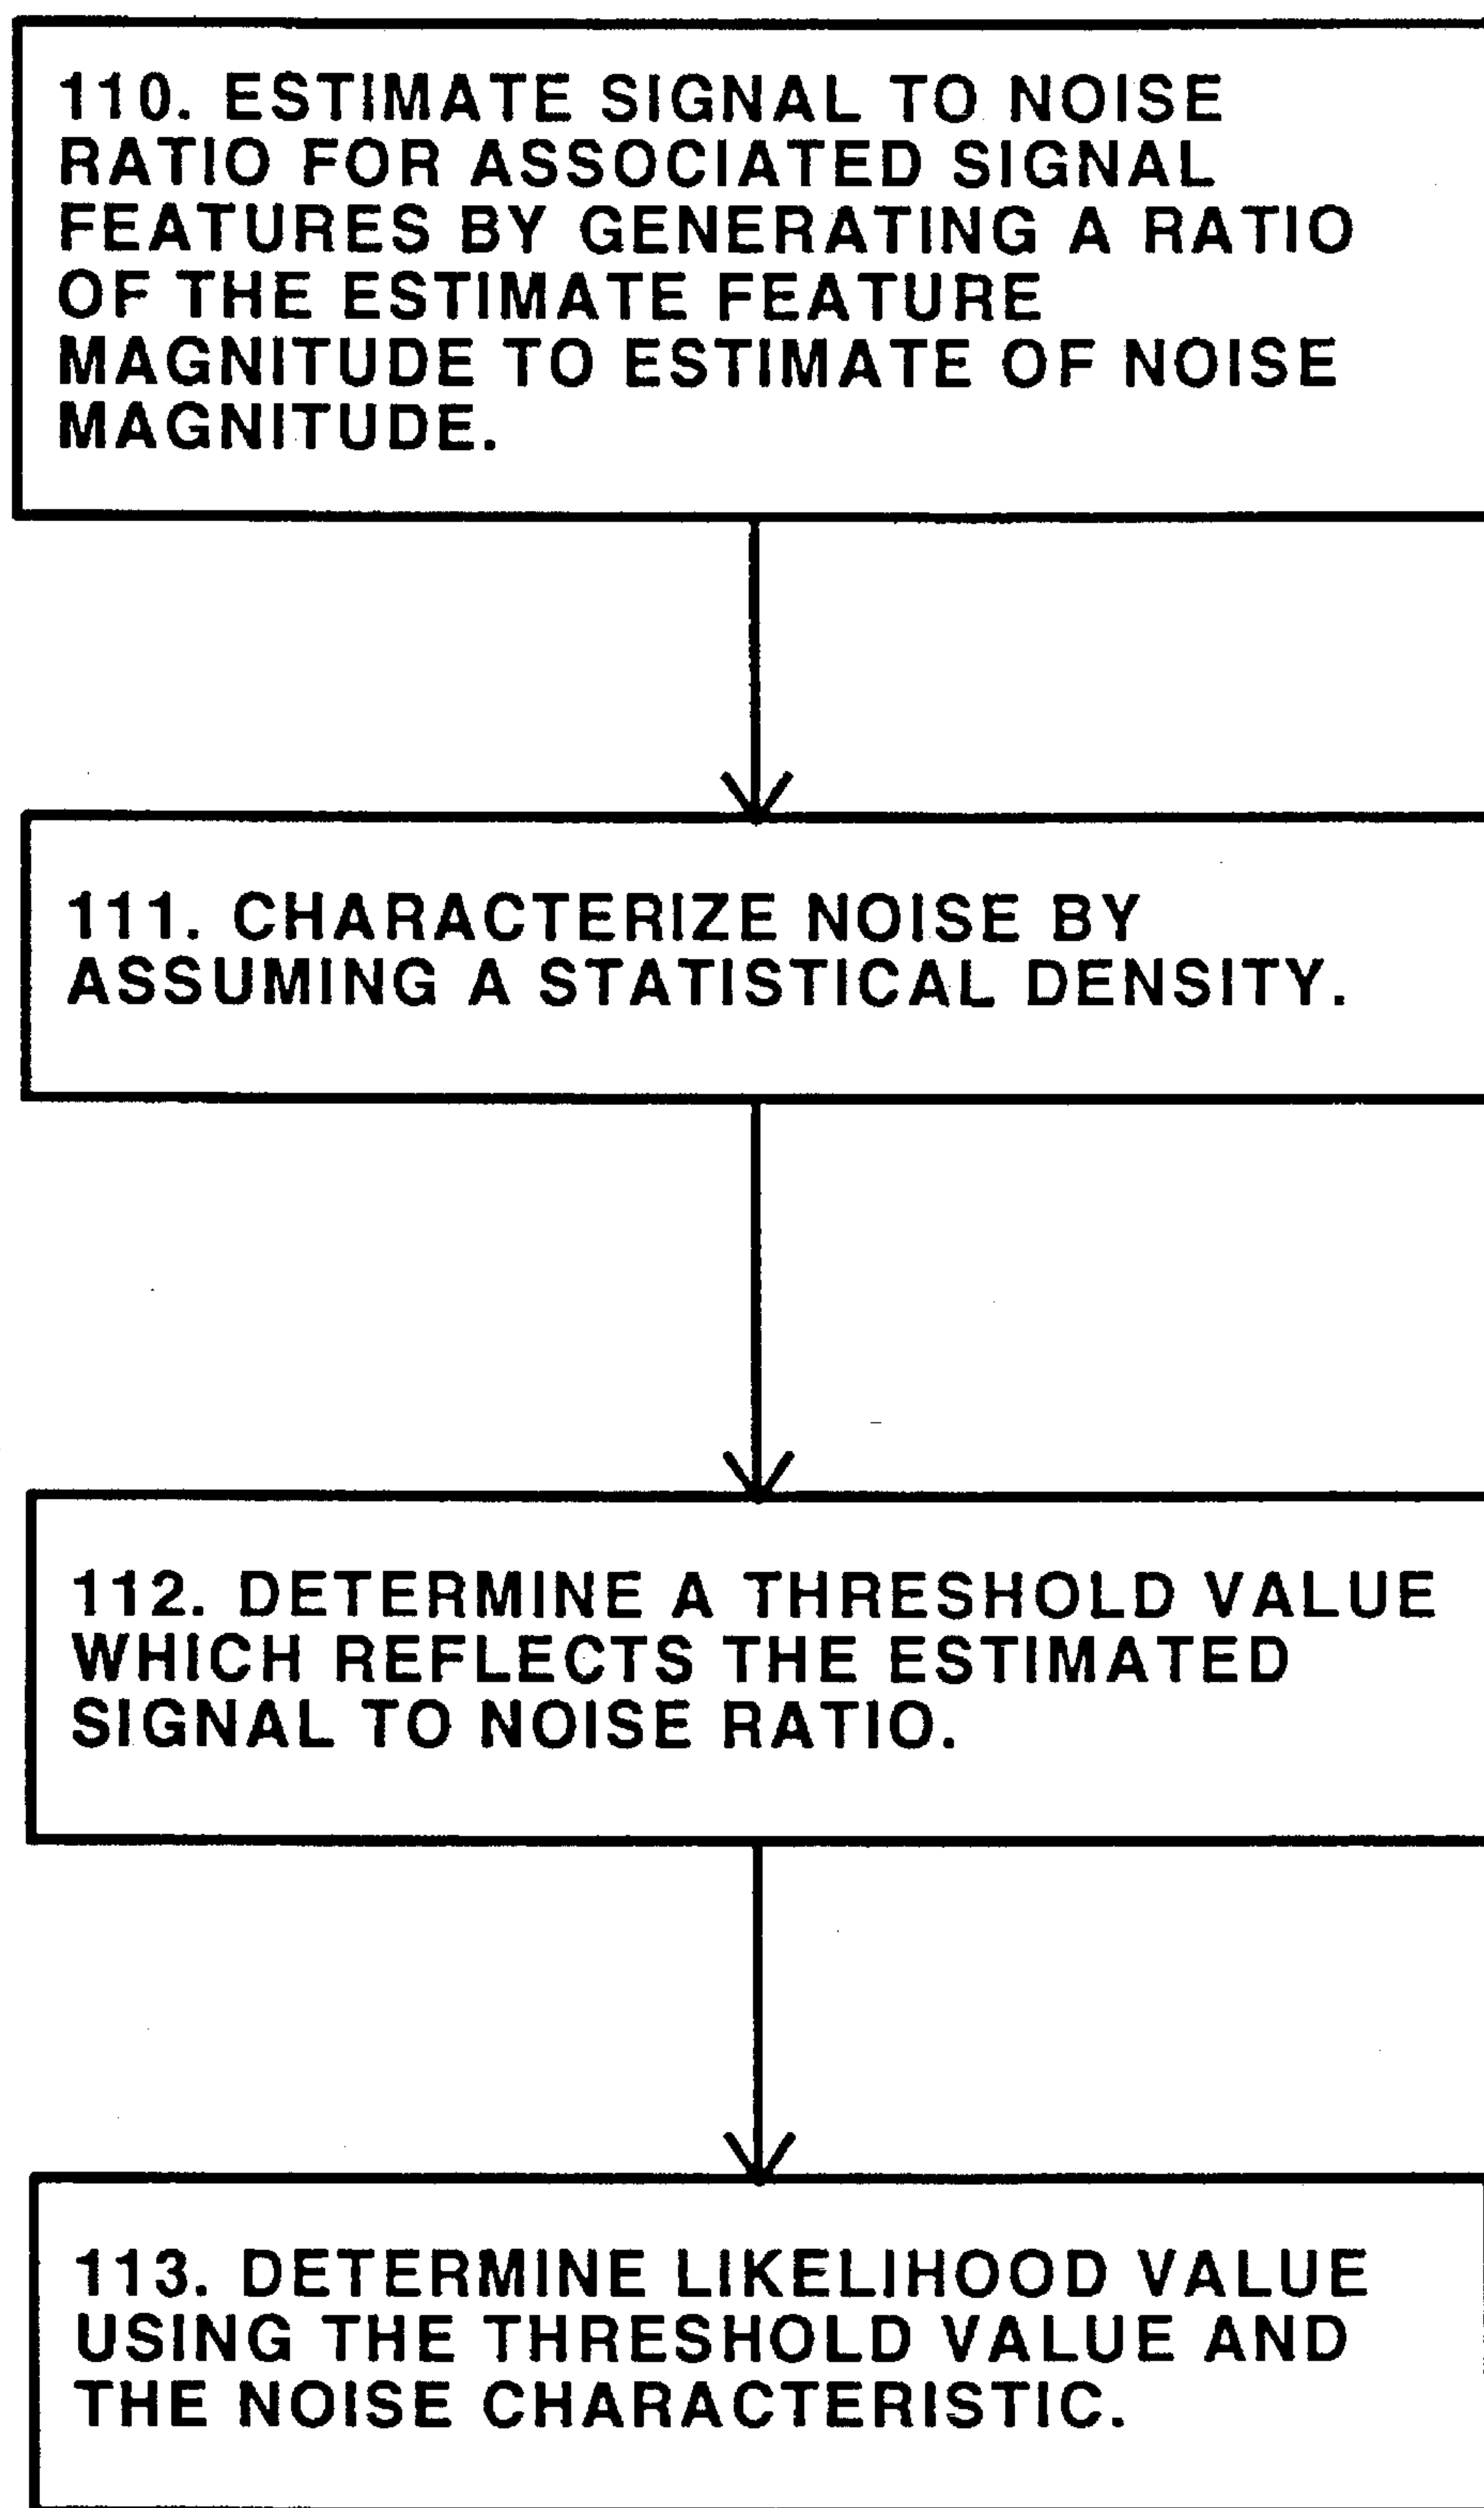 110. ESTIMATE SIGNAL TO NOISE
RATIO FOR ASSOCIATED SIGNAL
FEATURES BY GENERATING A RATIO
OF THE ESTIMATE FEATURE
MAGNITUDE TO ESTIMATE OF NOISE
MAGNITUDE.
111. CHARACTERIZE NOISE BY
ASSUMING A STATISTICAL DENSITY.
112. DETERMINE A THRESHOLD VALUE
WHICH REFLECTS THE ESTIMATED
SIGNAL TO NOISE RATIO.
113. DETERMINE LIKELIHOOD VALUE
USING THE THRESHOLD VALUE AND
THE NOISE CHARACTERISTIC.